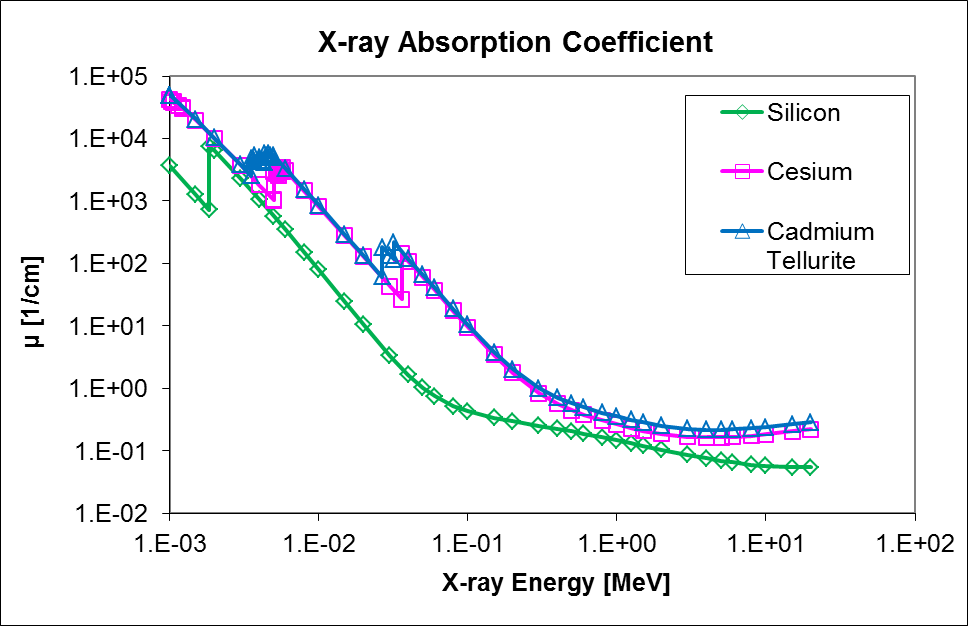 X-ray Absorption Coefficient
1.E+05
1.E+04
1.E+03
1.E+02
1.E+01
1.E+00
1.E-01
1.E-02
µ [1/cm]
Silicon
Cesium
Cadmium
Tellurite
1.E-03
1.E-02
1.E-01
1.E+00
1.E+01
1.E+02
X-ray Energy [MeV]